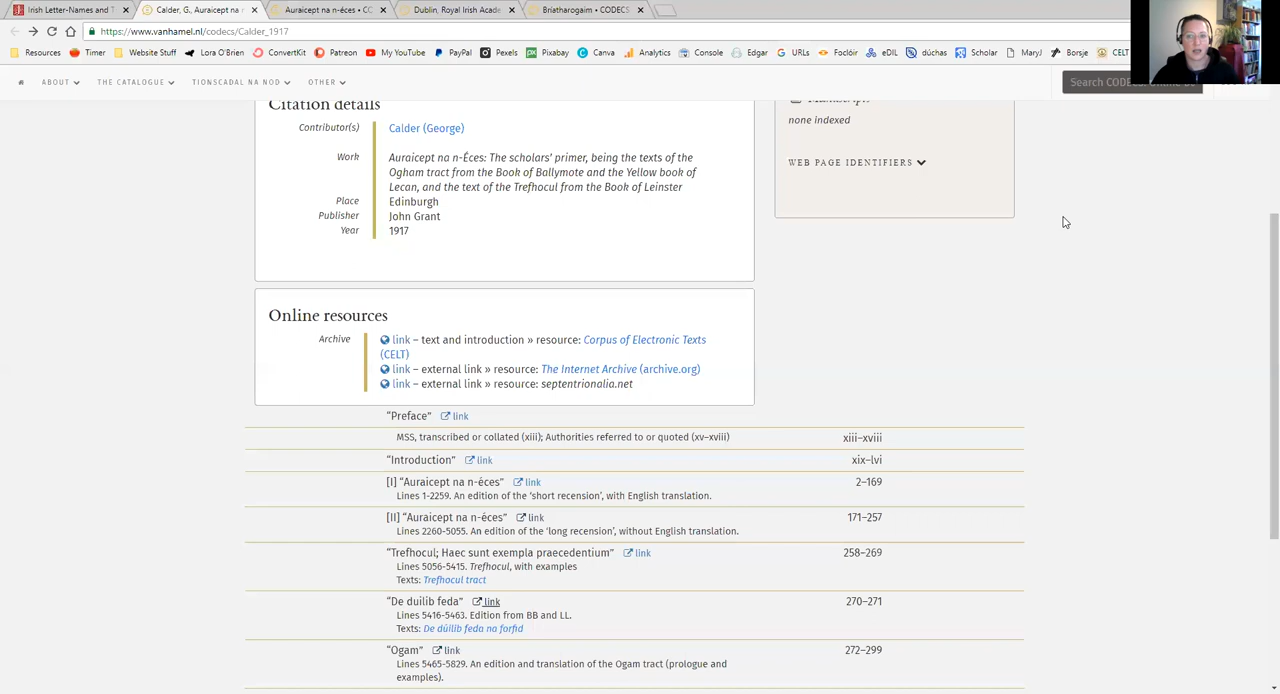 Irish Letter-Names and T
Calder, G., Auraicept na n
Auraicept na n-éces • CO
Dublin, Royal Irish Acade
Bríatharogaim • CODECS
https://www.vanhamel.nl/codecs/Calder_1917
Resources Timer Website Stuff Lora O'Brien ConvertKit Patreon My YouTube PayPal Pexels Pixabay Canva Analytics Console Edgar URLs Foclóir eDIL dúchas Scholar MaryJ Borsje CELT
ABOUT THE CATALOGUE TIONSCADAL NA NOD OTHER
Search CODECS
Citation details
Contributor(s) Calder (George)
Work Auraicept na n-Éces: The scholars' primer, being the texts of the
Ogham tract from the Book of Ballymote and the Yellow book of
Lecan, and the text of the Trefhocul from the Book of Leinster
Place Edinburgh
Publisher John Grant
Year 1917
Manuscripts
none indexed
WEB PAGE IDENTIFIERS
Online resources
Archive link – text and introduction » resource: Corpus of Electronic Texts
(CELT)
link – external link » resource: The Internet Archive (archive.org)
link – external link » resource: septentrionalia.net
“Preface” link
MSS, transcribed or collated (xiii); Authorities referred to or quoted (xv–xviii) xiii–xviii
“Introduction” link xix–lvi
[I] “Auraicept na n-éces” link 2–169
Lines 1-2259. An edition of the ‘short recension’, with English translation.
[II] “Auraicept na n-éces” link 171–257
Lines 2260-5055. An edition of the ‘long recension’, without English translation.
“Trefhocul; Haec sunt exempla praecedentium” link 258–269
Lines 5056-5415. Trefhocul, with examples
Texts: Trefhocul tract
“De duilib feda” link 270–271
Lines 5416-5463. Edition from BB and LL.
Texts: De dúilib feda na forfid
“Ogam” link 272–299
Lines 5465-5829. An edition and translation of the Ogam tract (prologue and
examples).